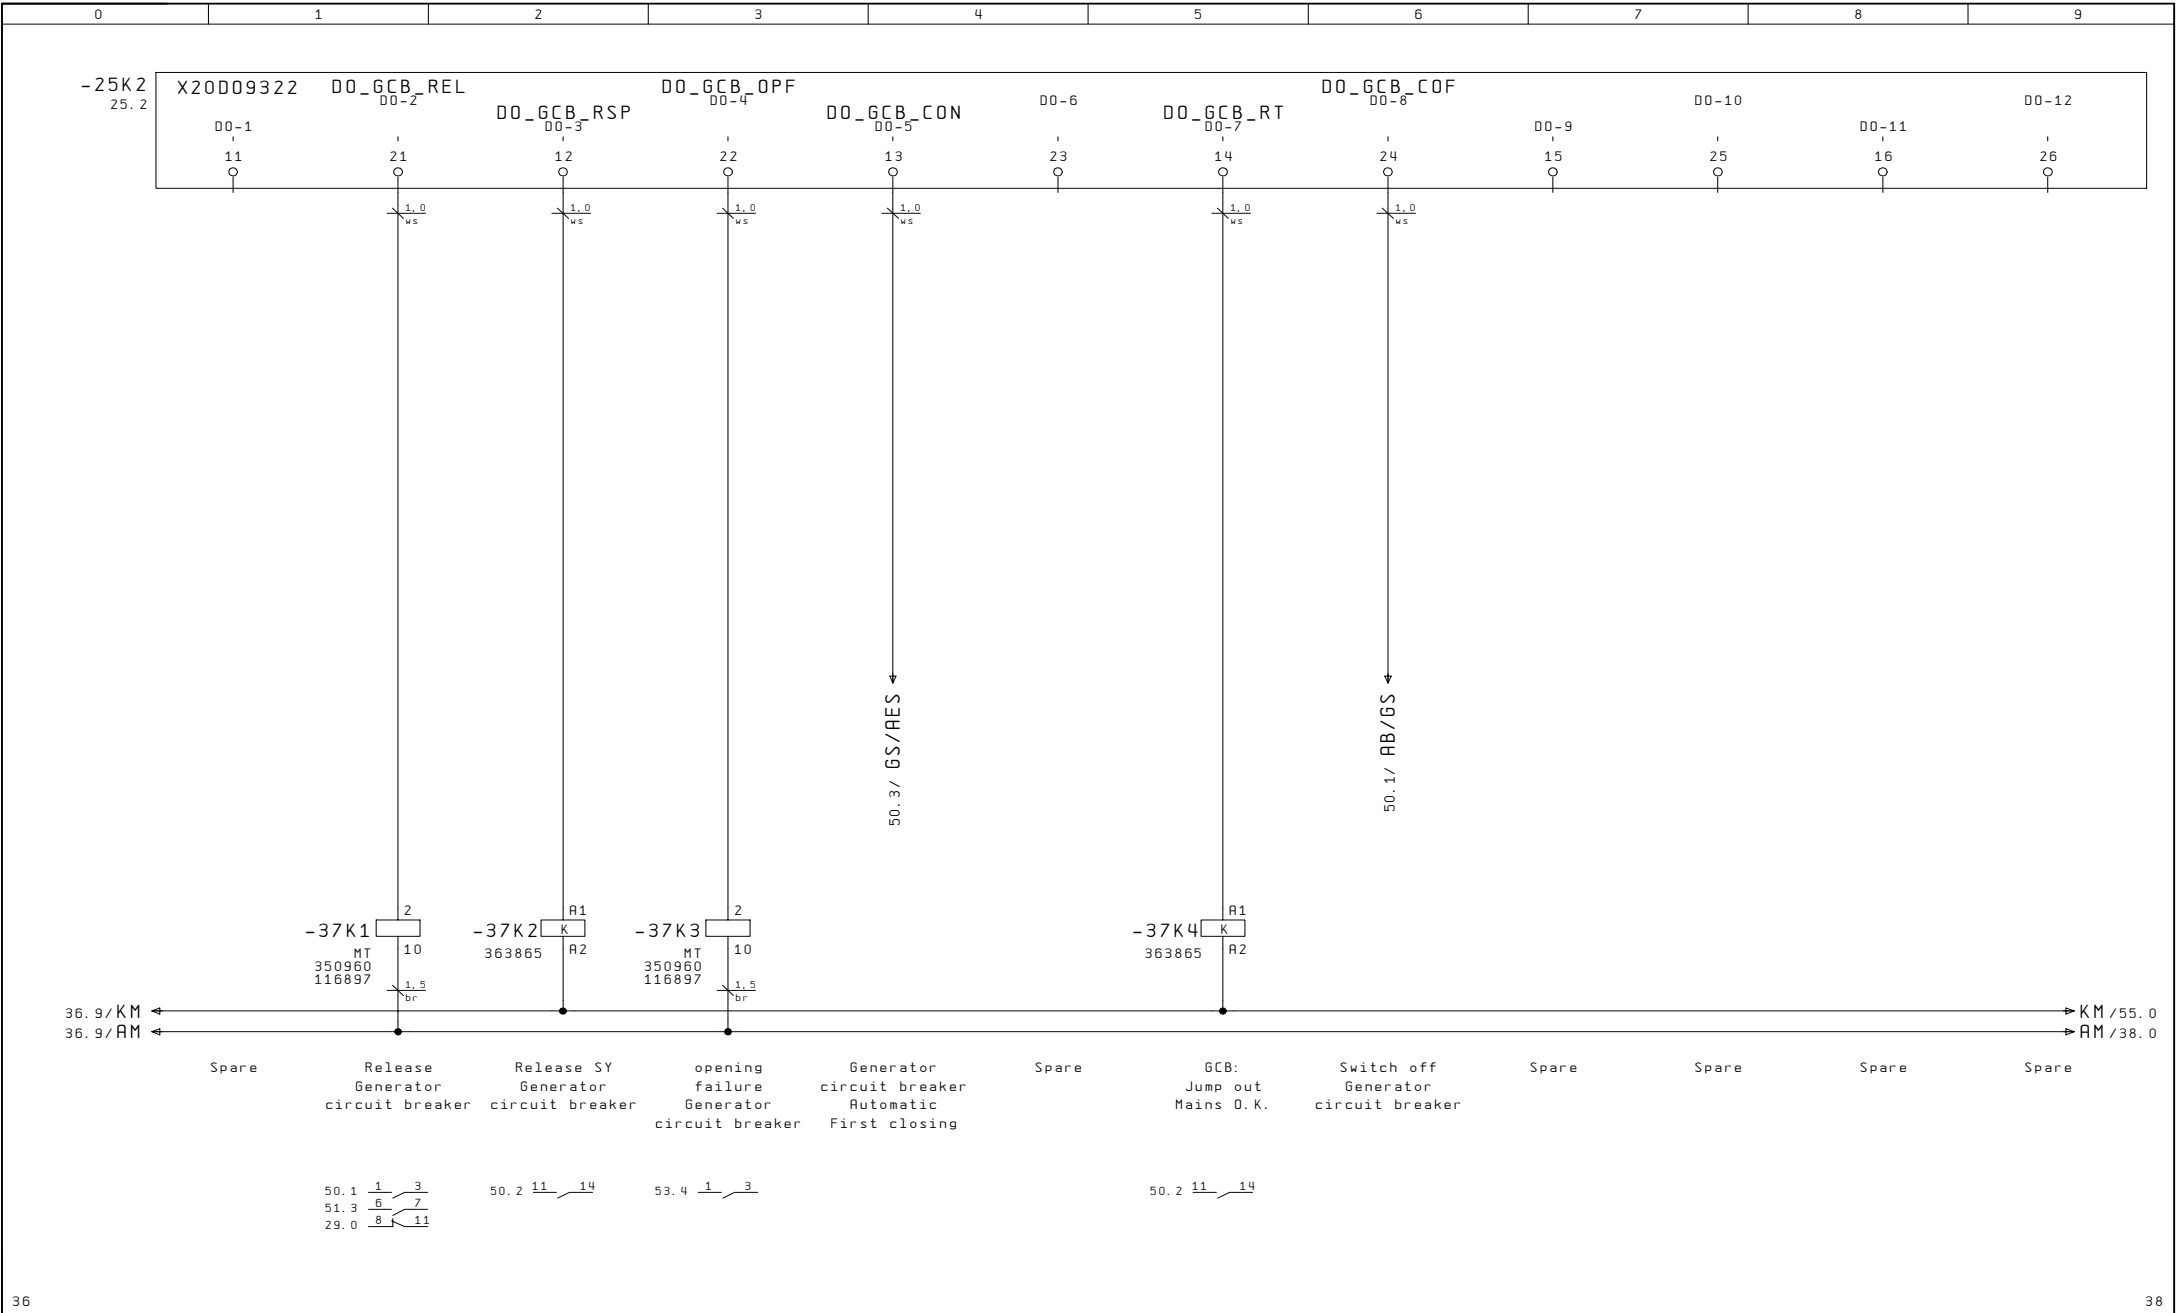 0 1 2 3 4 5 6 7 8 9
-25K2 X20DO9322 DO_GCB_REL DO_GCB_OPF DO_GCB_COF
25.2 DO-2 DO-4 DO-6 DO-8 DO-10 DO-12
DO_GCB_RSP DO_GCB_CON DO_GCB_RT
DO-1 DO-3 DO-5 DO-7 DO-9 DO-11
- - - - - - - - - - - -
11 21 12 22 13 23 14 24 15 25 16 26
1,0 1,0 1,0 1,0 1,0 1,0
ws ws ws ws ws ws
50.3/ GS/AES
50.1/ AB/GS
2 A1 2 A1
-37K1 -37K2 K -37K3 -37K4 K
MT 10 363865 A2 MT 10 363865 A2
350960 350960
116897 116897
1,5 1,5
br br
36.9/KM KM/55.0
36.9/AM AM/38.0
Spare Release Release SY opening Generator Spare GCB: Switch off Spare Spare Spare Spare
Generator Generator failure circuit breaker Jump out Generator
circuit breaker circuit breaker Generator Automatic Mains O.K. circuit breaker
circuit breaker First closing
50.1 1 3 50.2 11 14 53.4 1 3 50.2 11 14
51.3 6 7
29.0 8 11
36 38